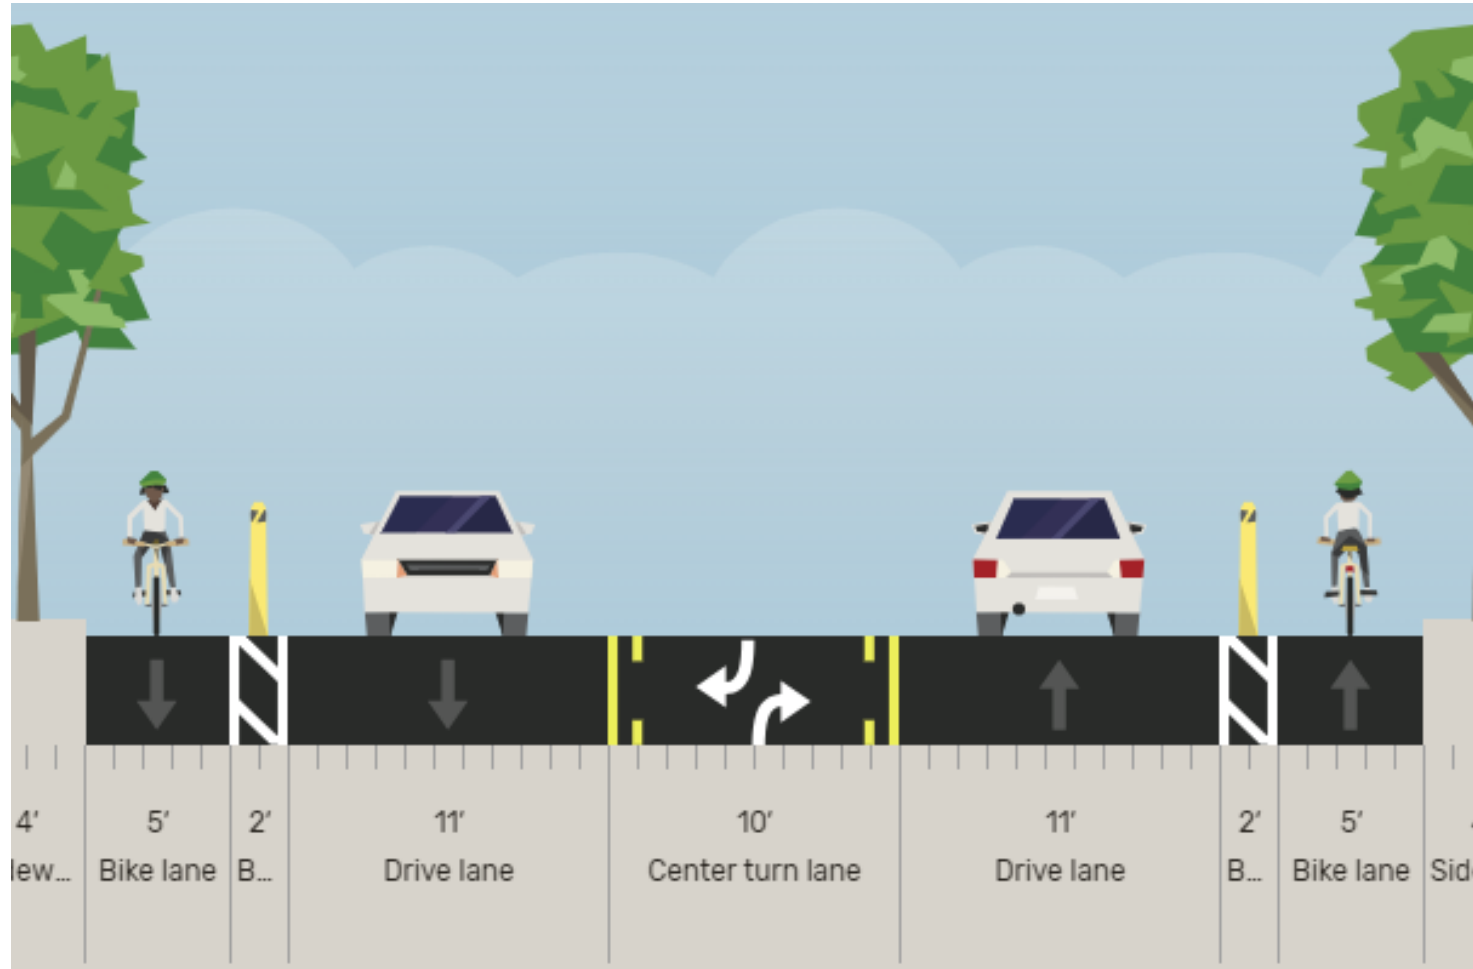 4′ 5′ 2′ 11′ 10′ 11′ 2′ 5′
Bike lane B... Drive lane Center turn lane Drive lane B... Bike lane Sid